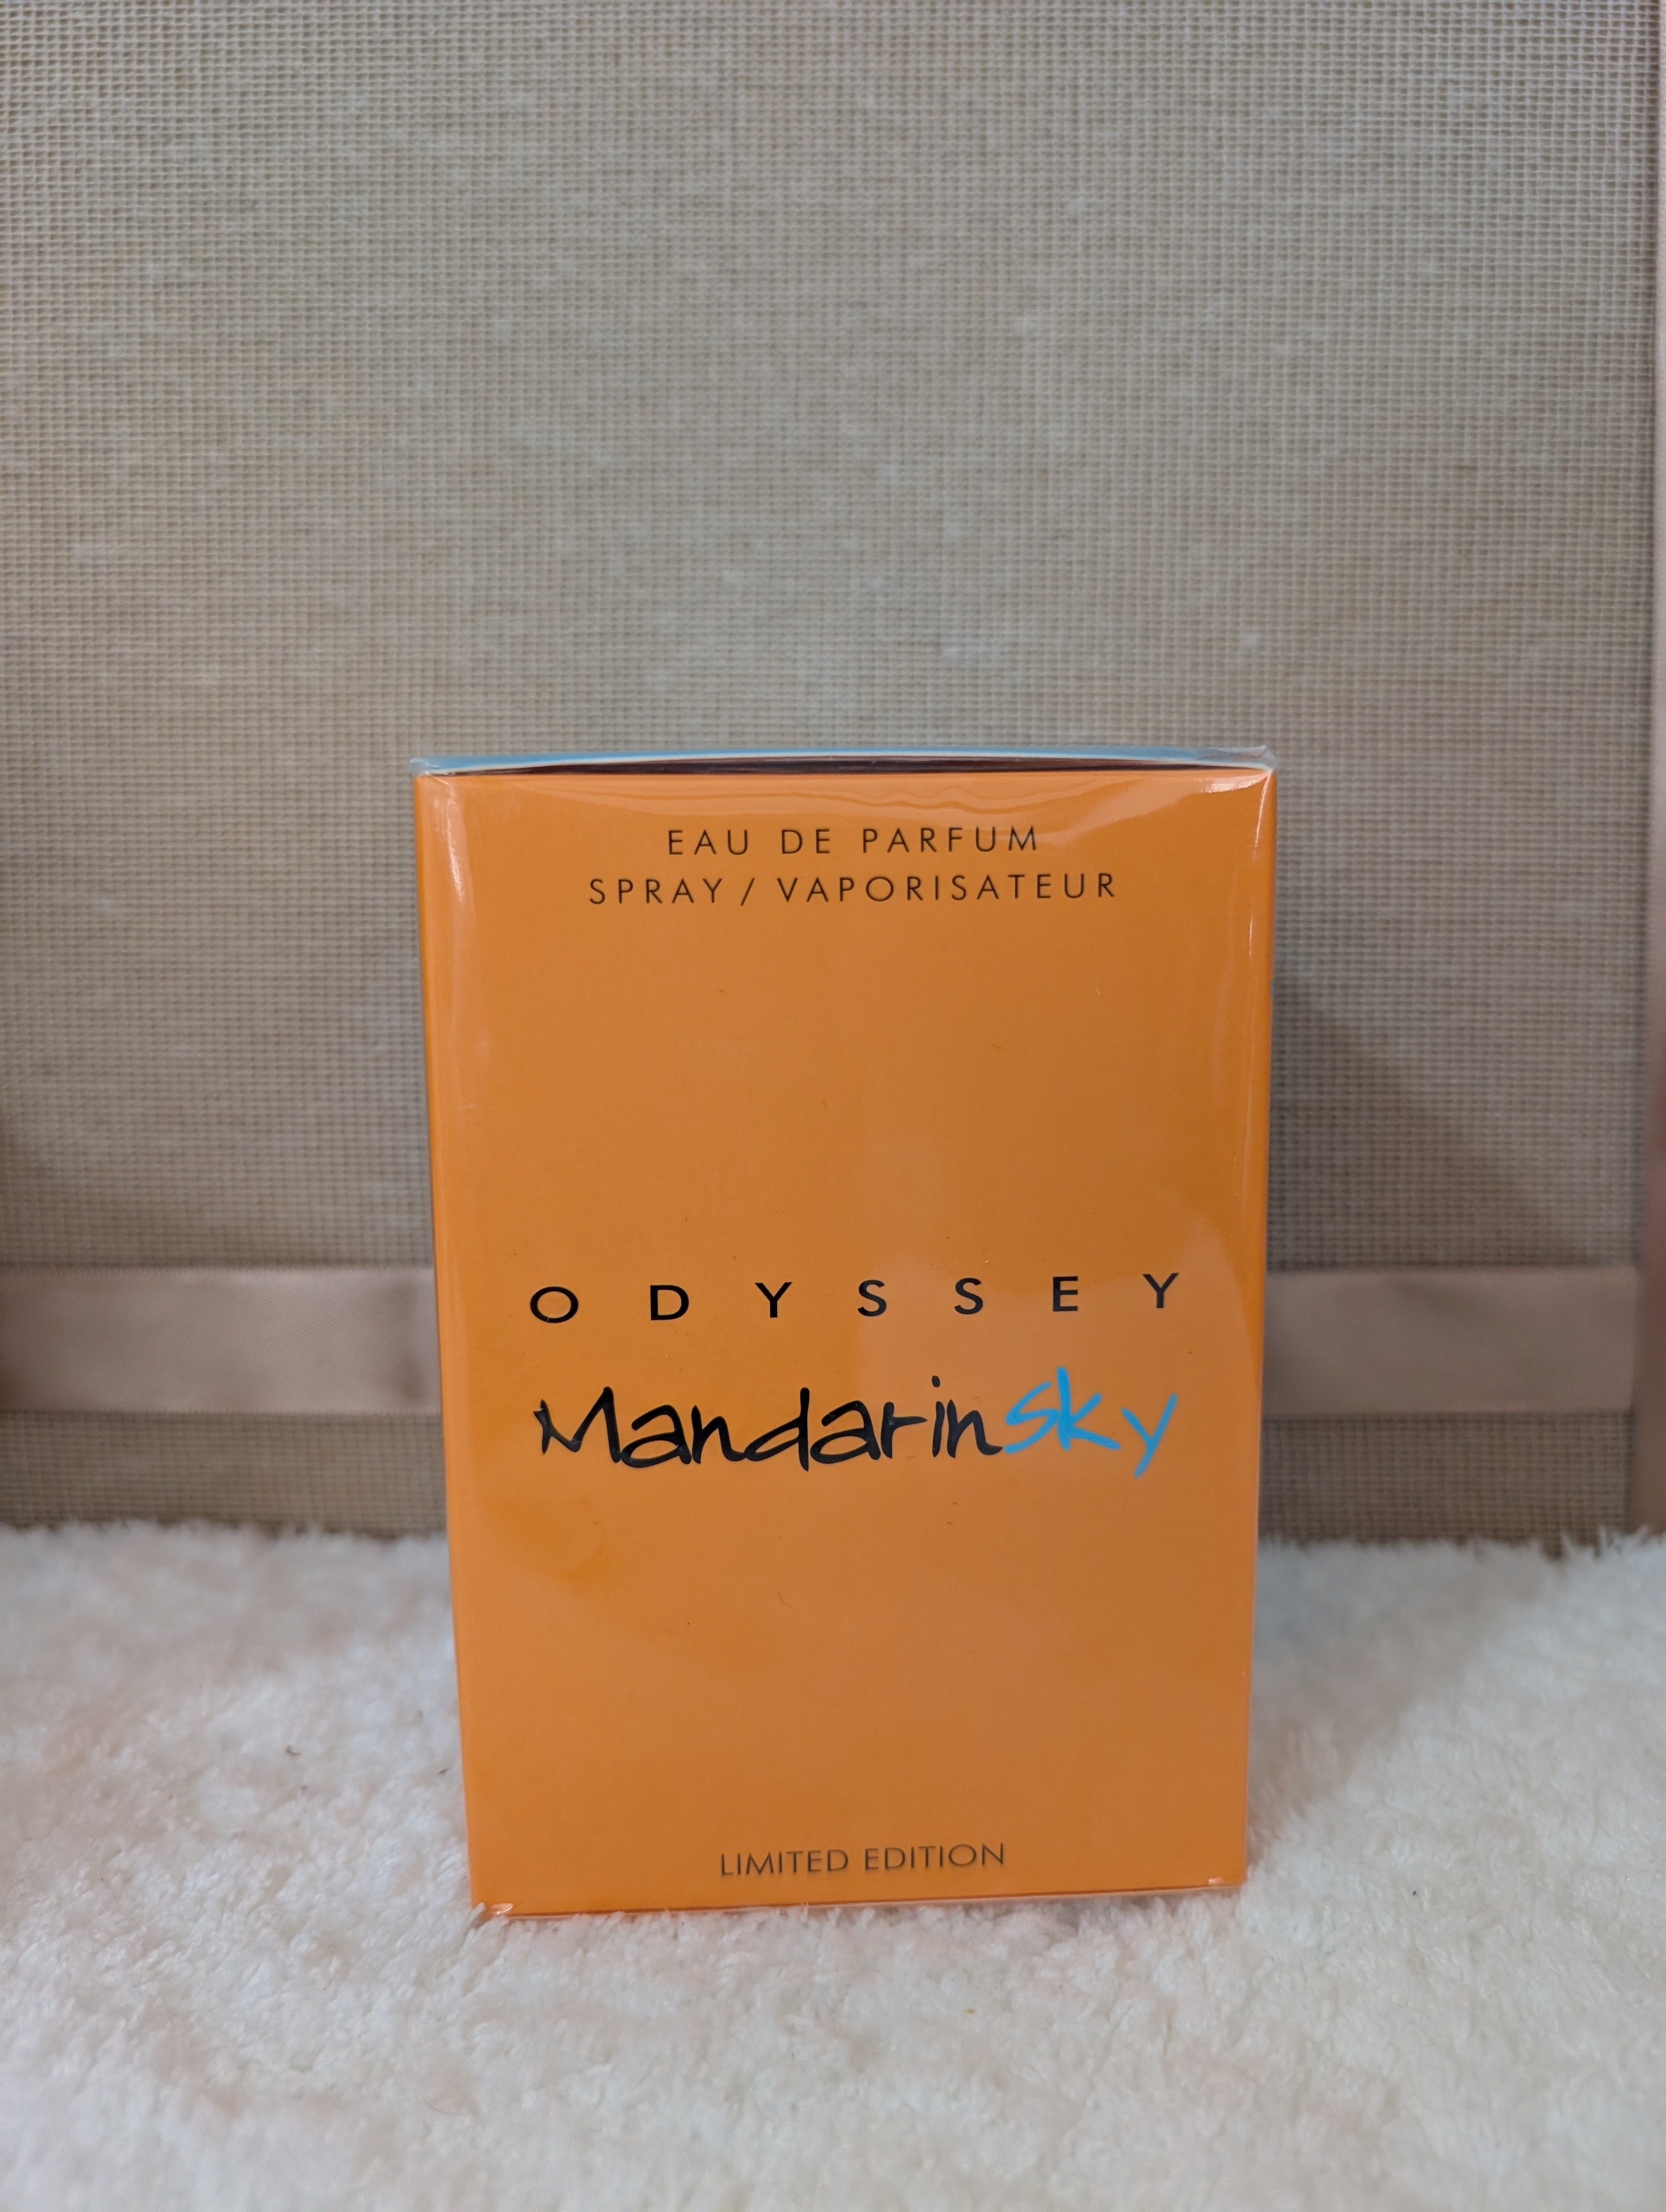 EAU DE PARFUM
SPRAY / VAPORISATEUR
ODYSSEY
MandarinSky
LIMITED EDITION